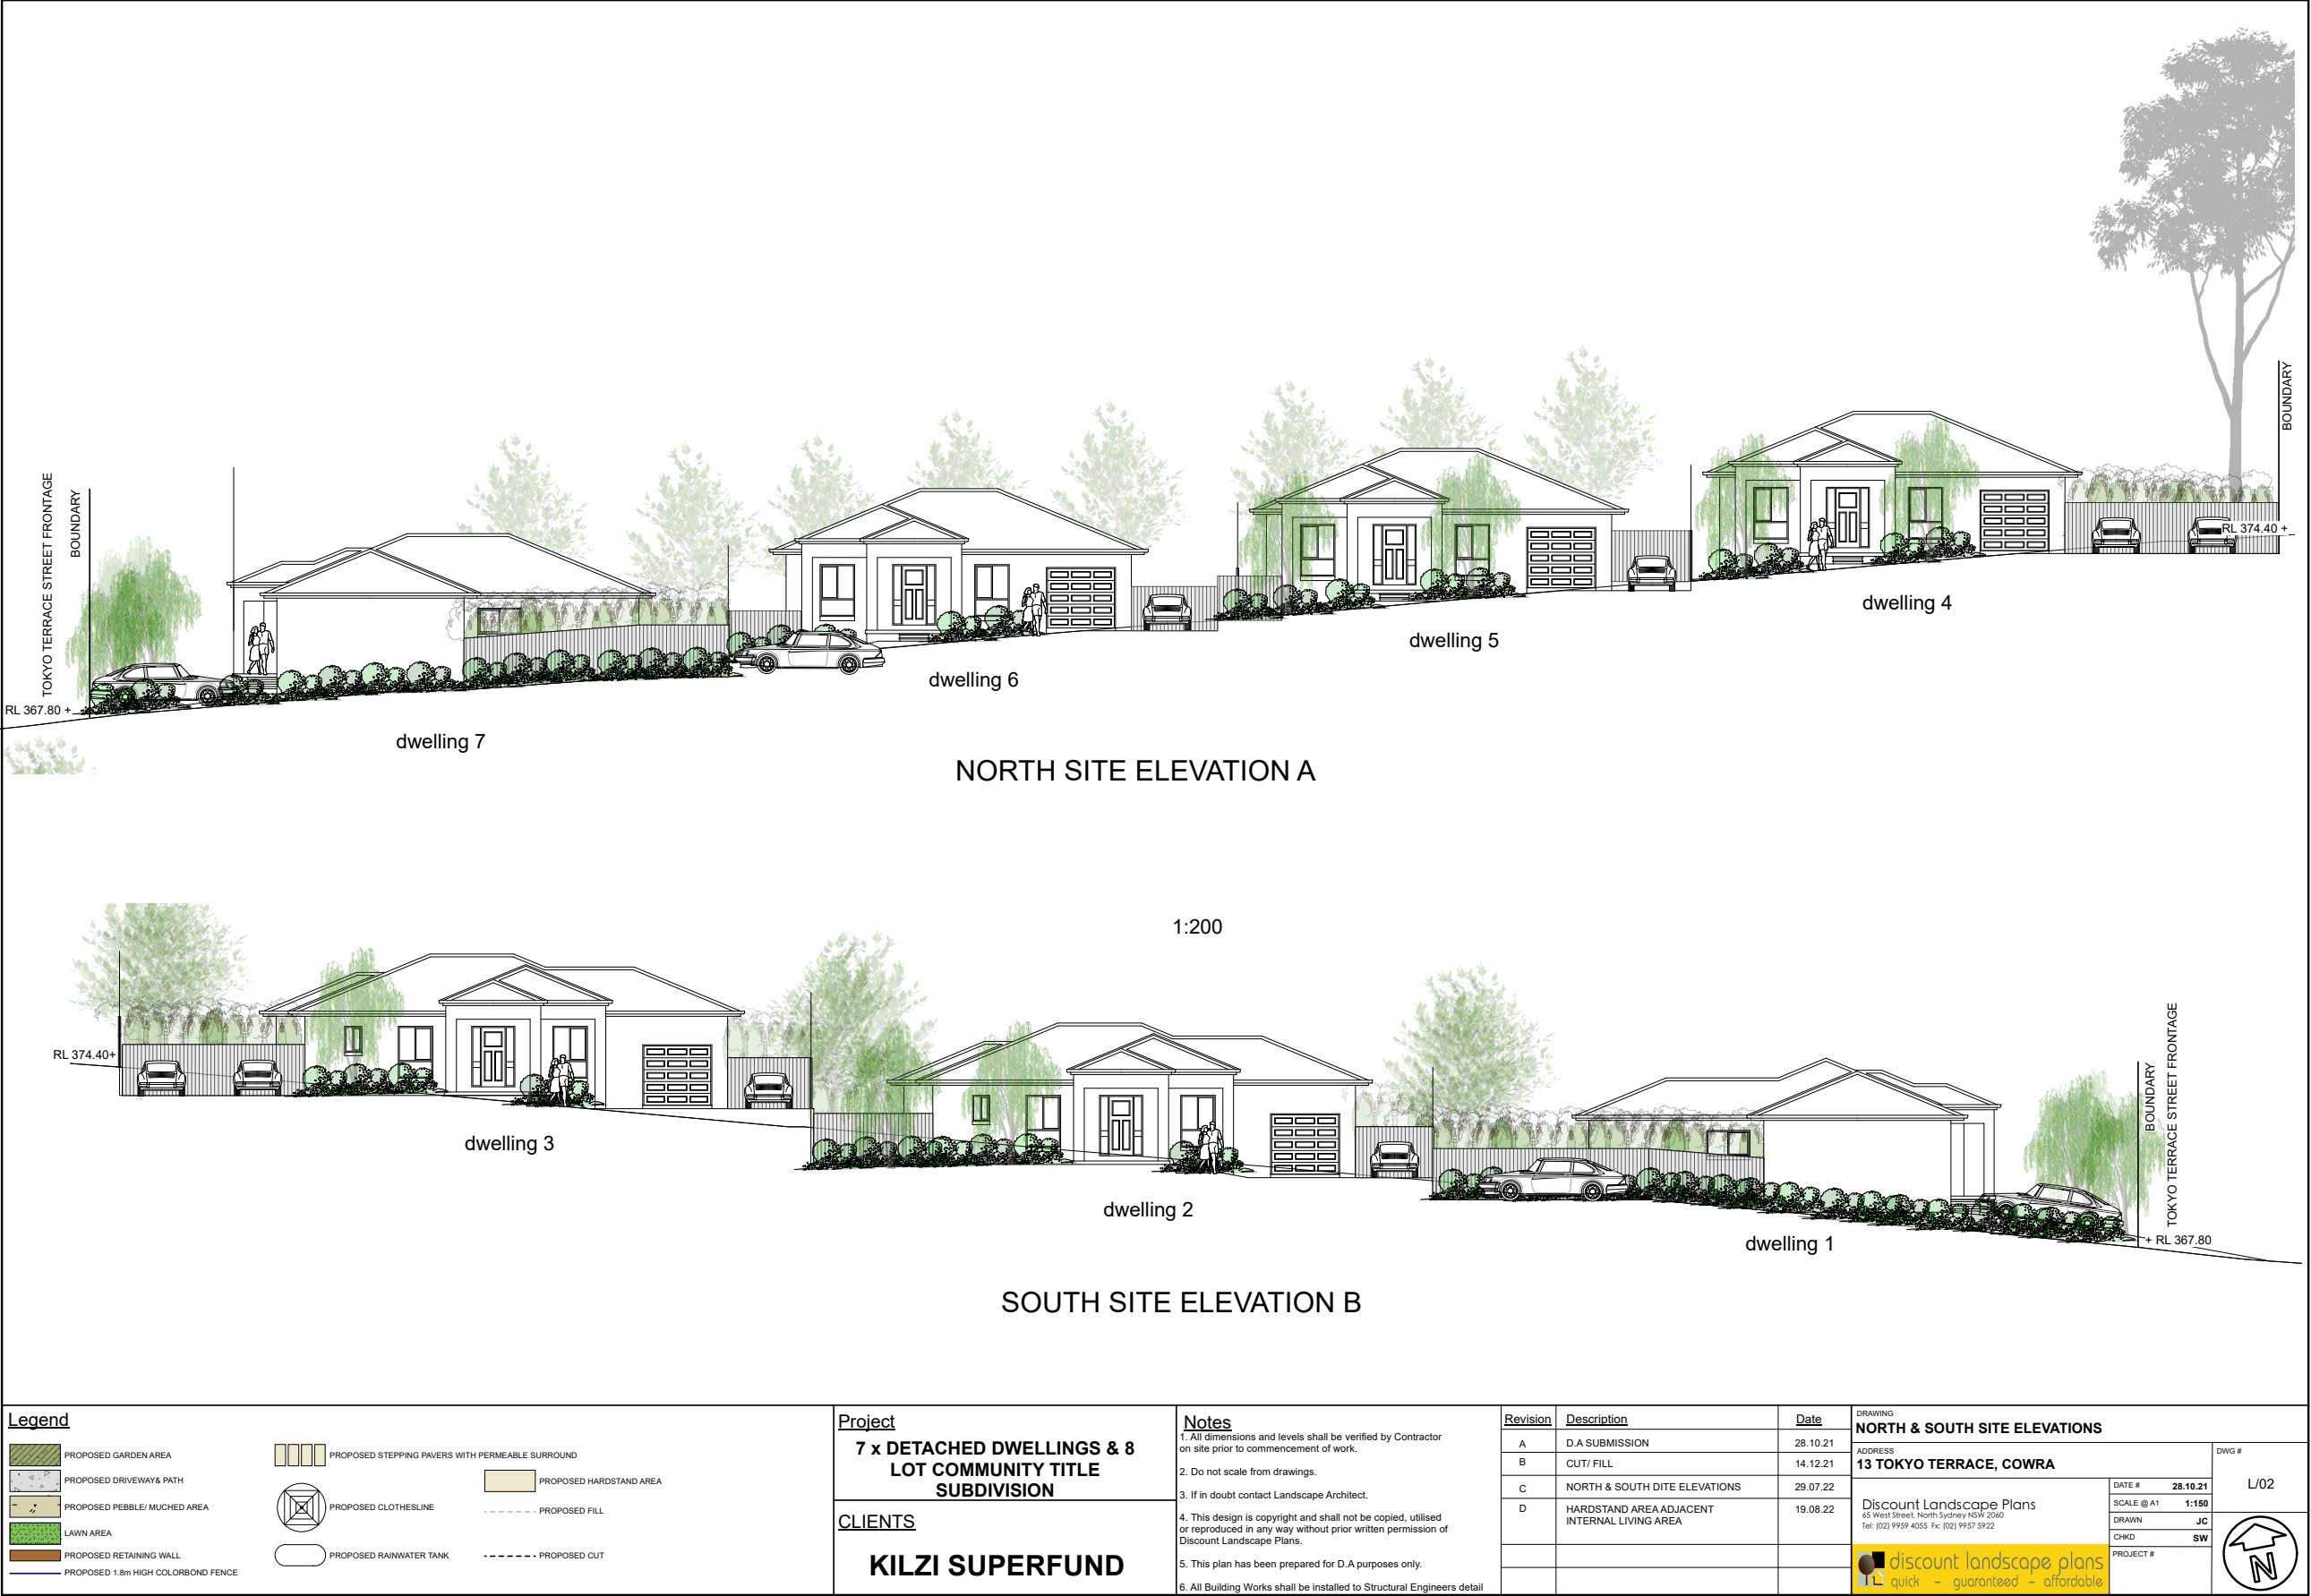 TOKYO TERRACE STREET FRONTAGE
BOUNDARY
BOUNDARY
RL 374.40 +
RL 367.80 +
dwelling 4
dwelling 5
dwelling 6
dwelling 7
NORTH SITE ELEVATION A
1:200
RL 374.40+
BOUNDARY
TOKYO TERRACE STREET FRONTAGE
+ RL 367.80
dwelling 3
dwelling 2
dwelling 1
SOUTH SITE ELEVATION B
Legend
PROPOSED GARDEN AREA
PROPOSED DRIVEWAY& PATH
PROPOSED PEBBLE/ MUCHED AREA
LAWN AREA
PROPOSED RETAINING WALL
PROPOSED 1.8m HIGH COLORBOND FENCE
PROPOSED STEPPING PAVERS WITH PERMEABLE SURROUND
PROPOSED CLOTHESLINE
PROPOSED RAINWATER TANK
PROPOSED HARDSTAND AREA
PROPOSED FILL
PROPOSED CUT
Project
7 x DETACHED DWELLINGS & 8
LOT COMMUNITY TITLE
SUBDIVISION
CLIENTS
KILZI SUPERFUND
Notes
1. All dimensions and levels shall be verified by Contractor
on site prior to commencement of work.
2. Do not scale from drawings.
3. If in doubt contact Landscape Architect.
4. This design is copyright and shall not be copied, utilised
or reproduced in any way without prior written permission of
Discount Landscape Plans.
5. This plan has been prepared for D.A purposes only.
6. All Building Works shall be installed to Structural Engineers detail
Revision Description Date
A D.A SUBMISSION 28.10.21
B CUT/ FILL 14.12.21
C NORTH & SOUTH DITE ELEVATIONS 29.07.22
D HARDSTAND AREA ADJACENT 19.08.22
INTERNAL LIVING AREA
DRAWING
NORTH & SOUTH SITE ELEVATIONS
ADDRESS
13 TOKYO TERRACE, COWRA
DWG #
L/02
Discount Landscape Plans
65 West Street, North Sydney NSW 2060
Tel: (02) 9959 4055 Fx: (02) 9957 5922
DATE # 28.10.21
SCALE @ A1 1:150
DRAWN JC
CHKD SW
PROJECT #
discount landscape plans
quick - guaranteed - affordable
N